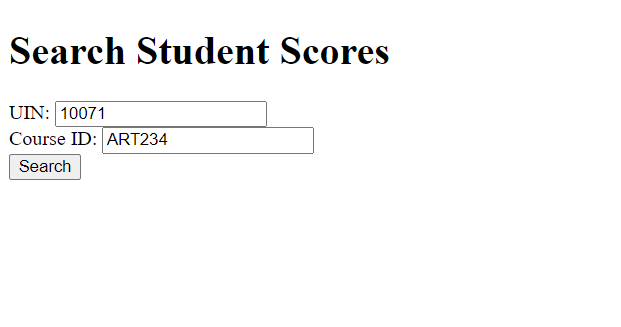 Search Student Scores
UIN: 10071
Course ID: ART234
Search